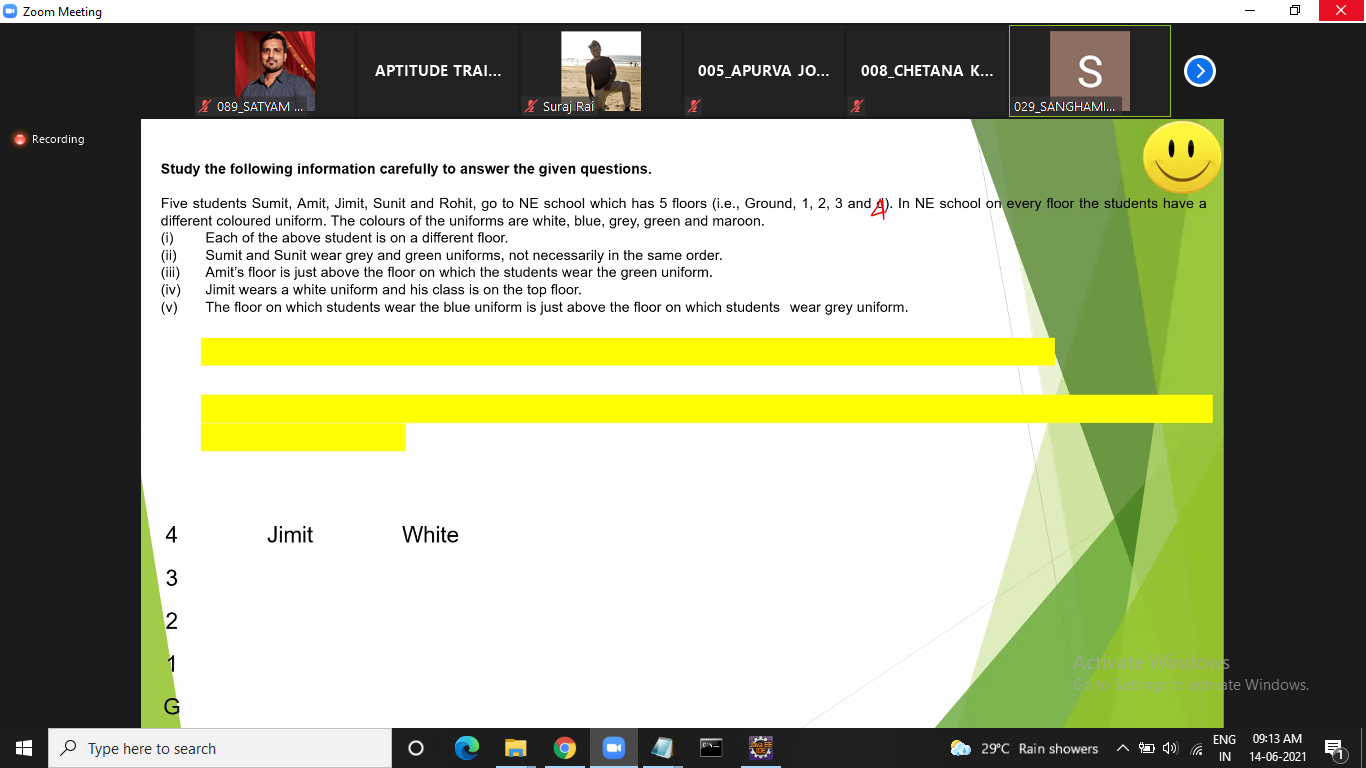 Zoom Meeting
APTITUDE TRAI...
005_APURVA JO...
008_CHETANA K...
S
089_SATYAM ...
Suraj Rai
029_SANGHAMI...
Recording
Study the following information carefully to answer the given questions.
Five students Sumit, Amit, Jimit, Sunit and Rohit, go to NE school which has 5 floors (i.e., Ground, 1, 2, 3 and 4). In NE school on every floor the students have a
different coloured uniform. The colours of the uniforms are white, blue, grey, green and maroon.
(i) Each of the above student is on a different floor.
(ii) Sumit and Sunit wear grey and green uniforms, not necessarily in the same order.
(iii) Amit's floor is just above the floor on which the students wear the green uniform.
(iv) Jimit wears a white uniform and his class is on the top floor.
(v) The floor on which students wear the blue uniform is just above the floor on which students wear grey uniform.
4 Jimit White
3
2
1
G
Activate Windows
Go to Settings to activate Windows.
Type here to search
29°C Rain showers
ENG
IN
09:13 AM
14-06-2021
1